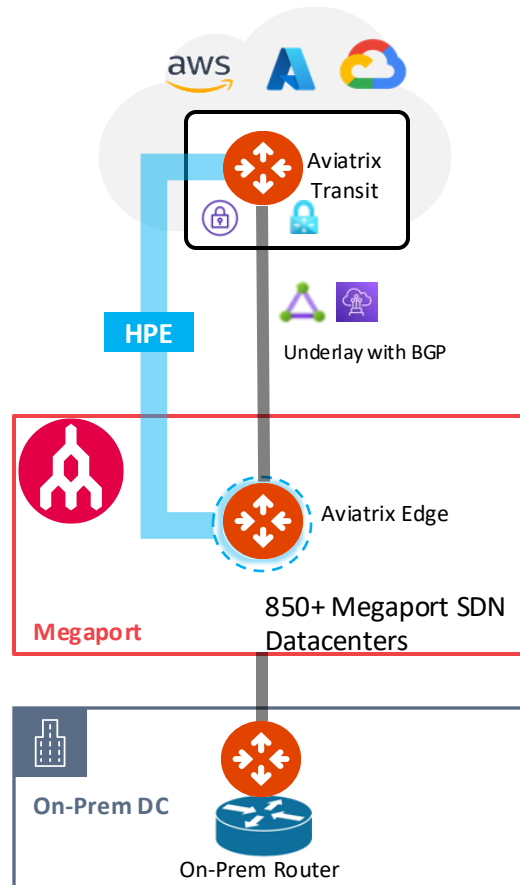 aws
Aviatrix
Transit
HPE
Underlay with BGP
Aviatrix Edge
850+ Megaport SDN
Datacenters
Megaport
On-Prem DC
On-Prem Router